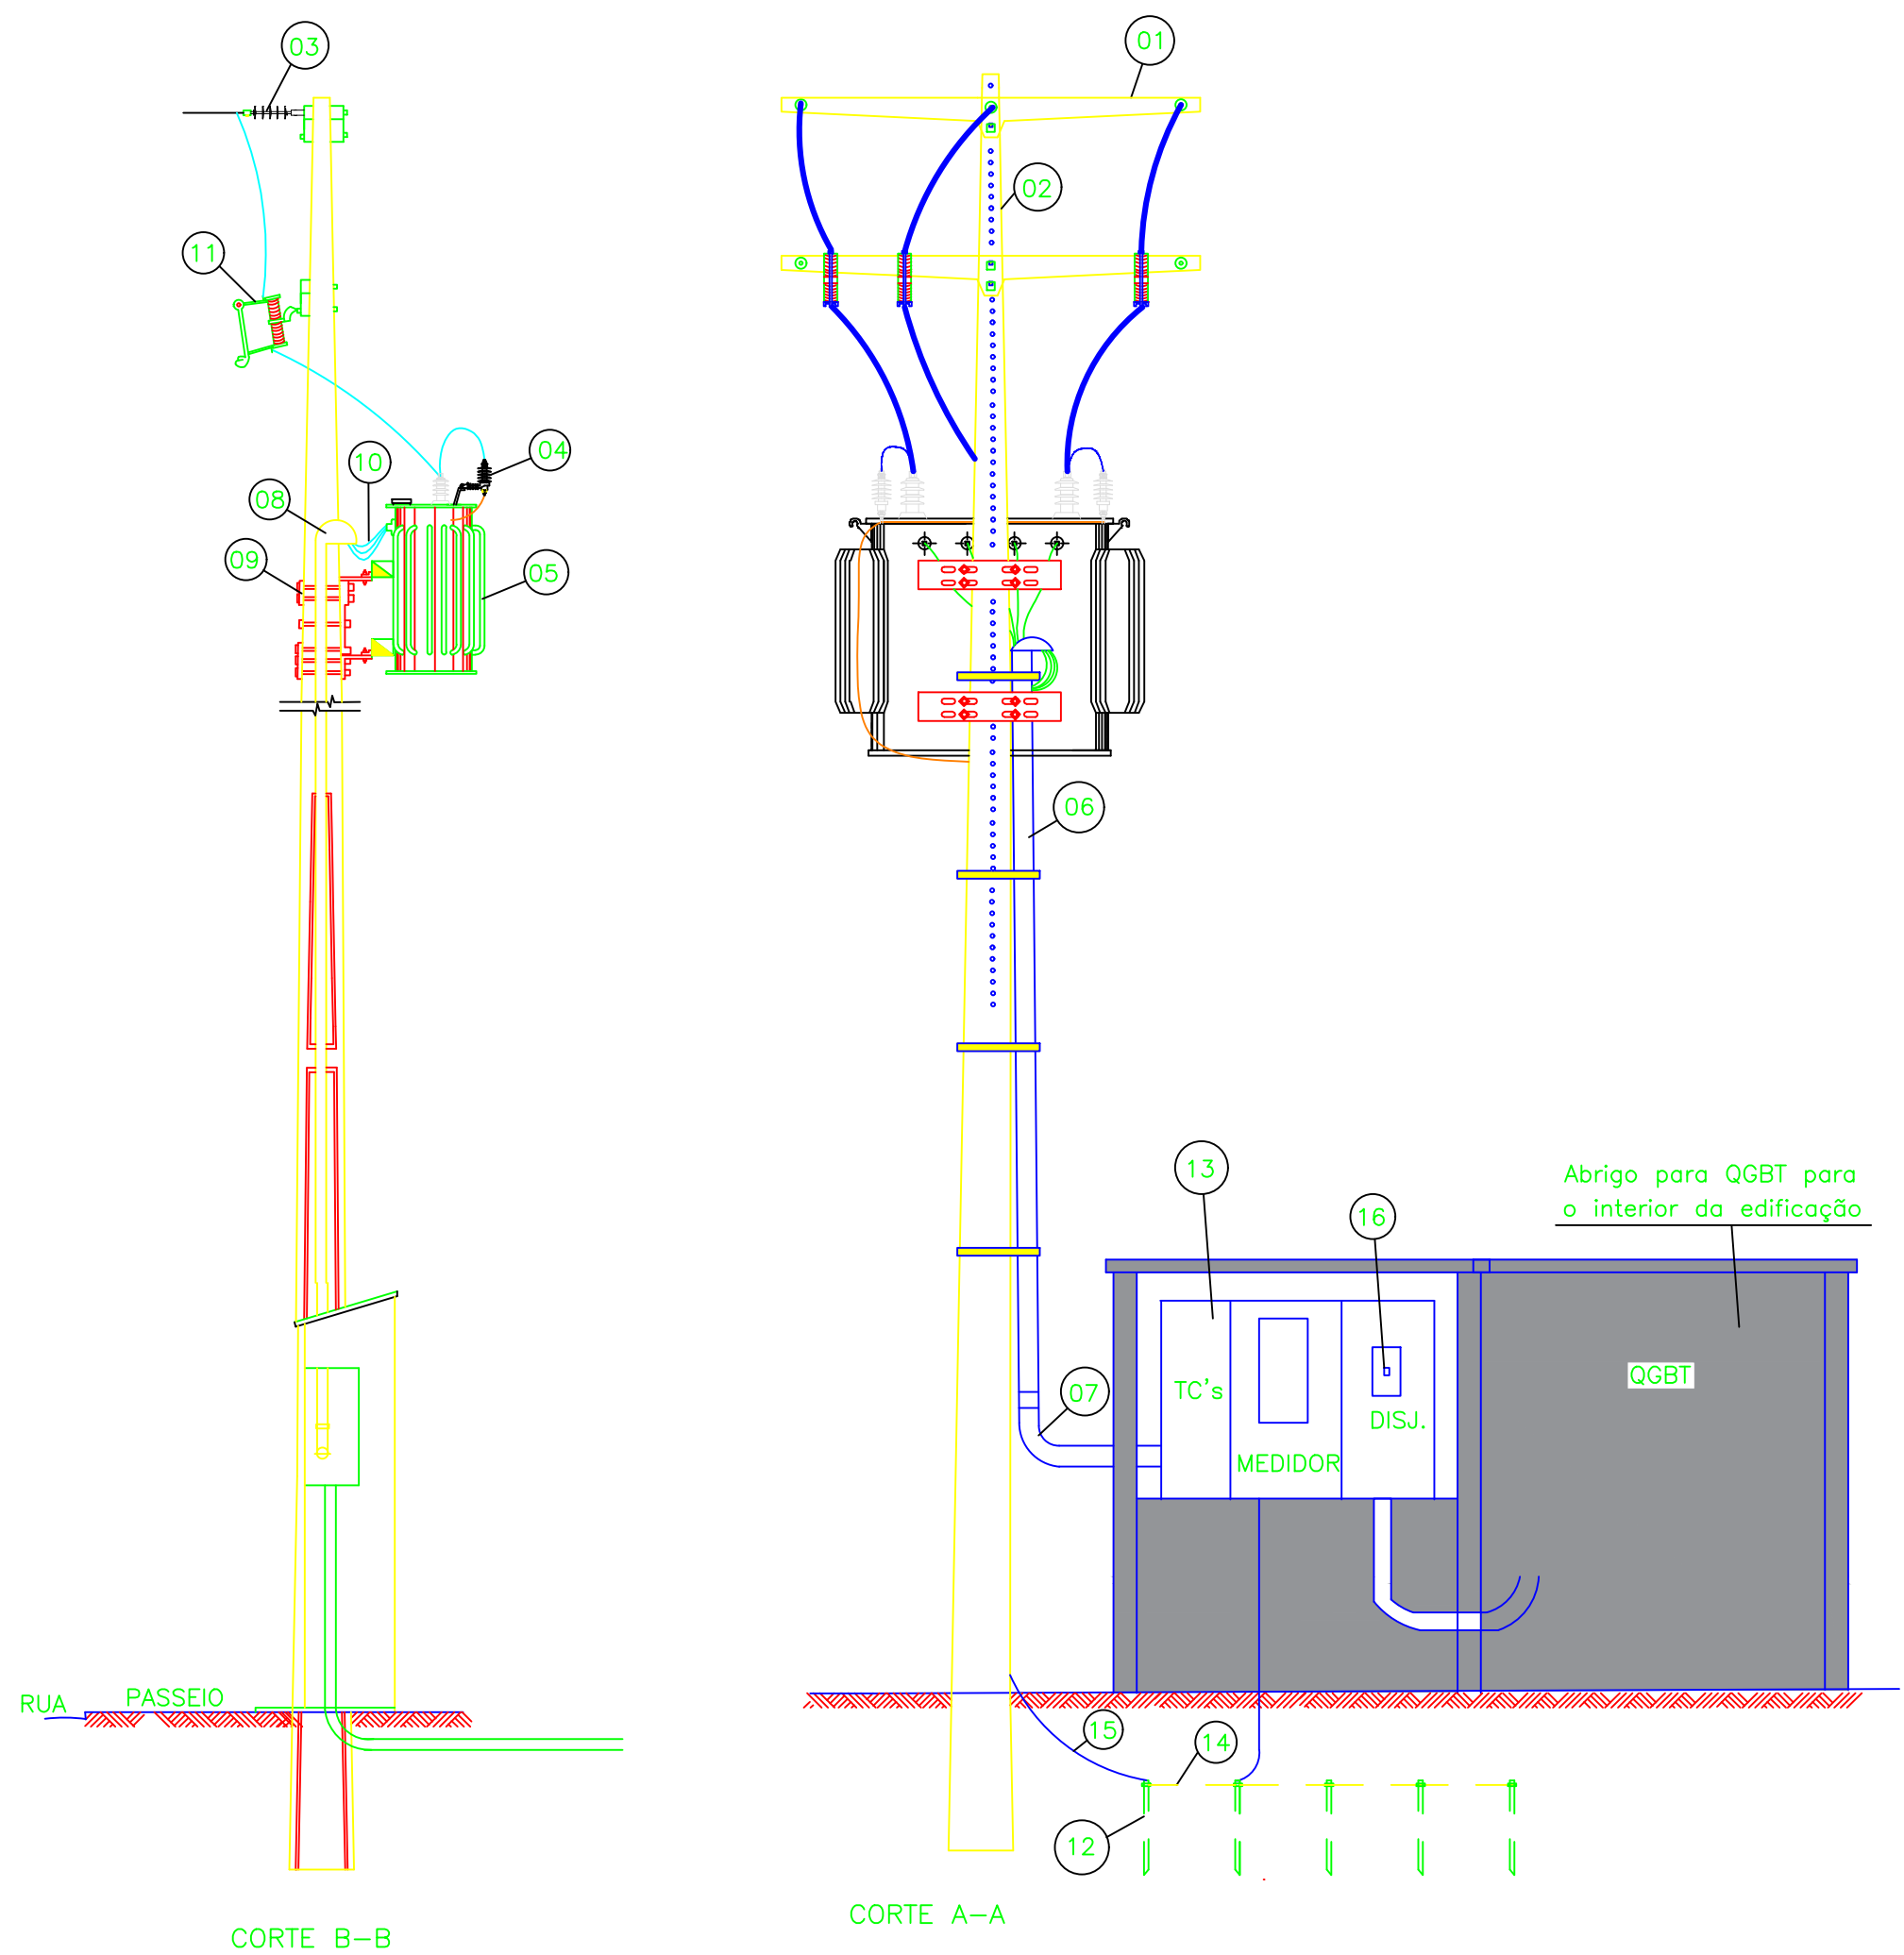 03
01
02
11
04
10
08
09
05
06
13
16
Abrigo para QGBT para
o interior da edificação
QGBT
TC's
07
DISJ.
MEDIDOR
RUA
PASSEIO
15
14
12
CORTE A-A
CORTE B-B